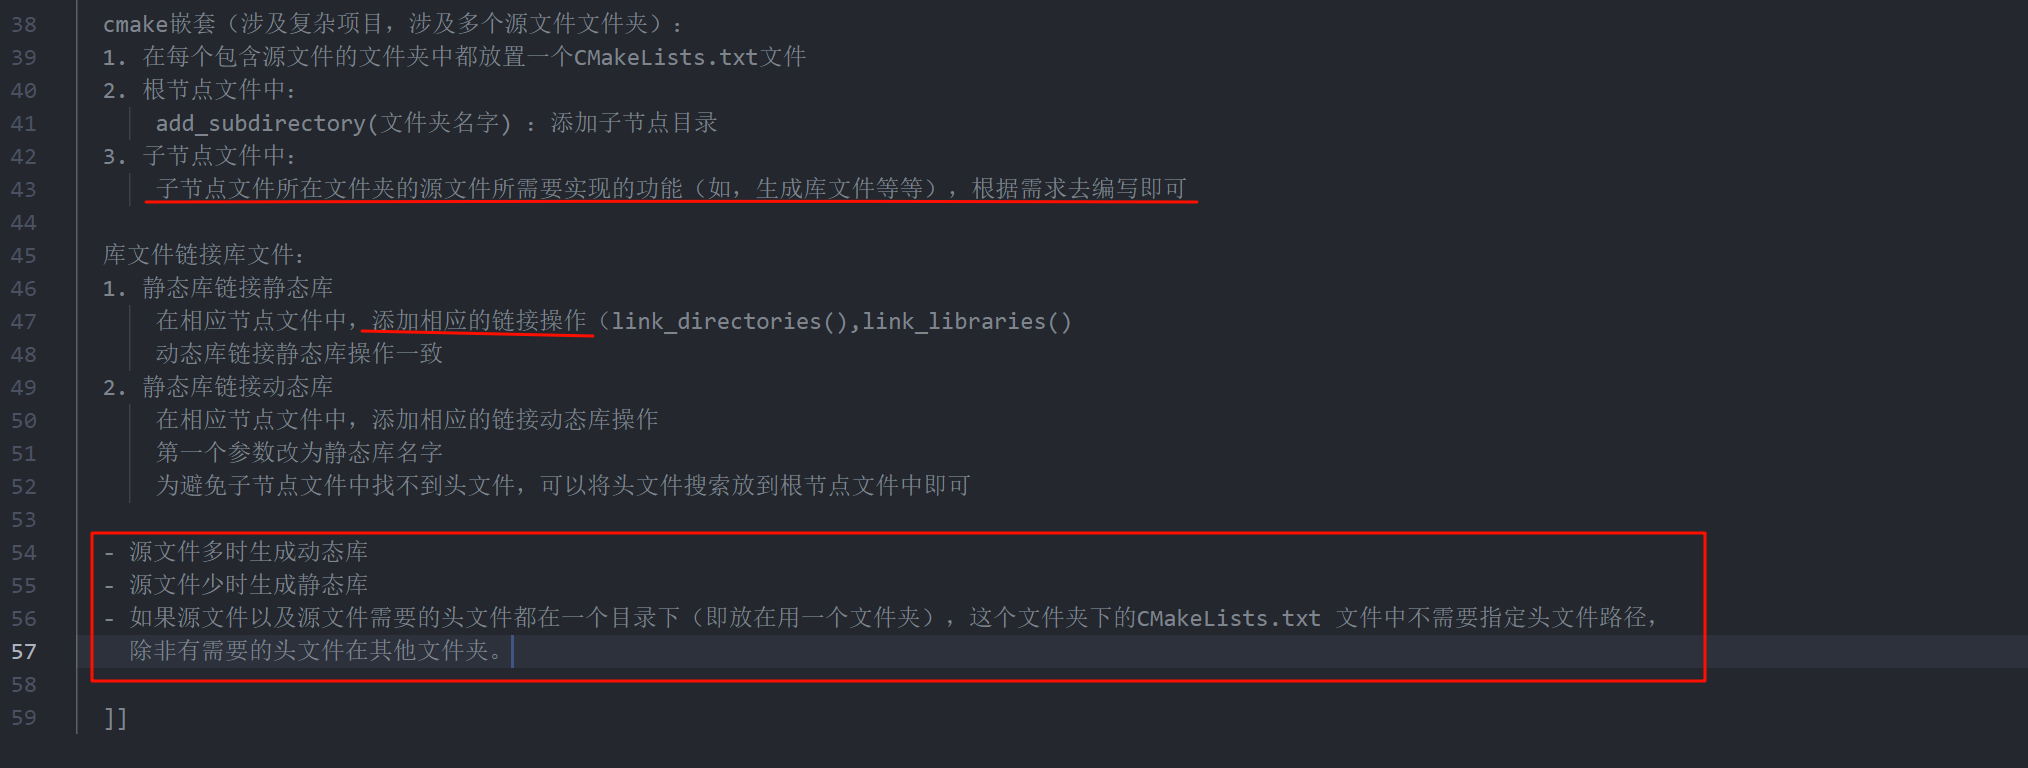 38 cmake嵌套（涉及复杂项目，涉及多个源文件文件夹）：
39 1. 在每个包含源文件的文件夹中都放置一个CMakeLists.txt文件
40 2. 根节点文件中：
41 add_subdirectory(文件夹名字) : 添加子节点目录
42 3. 子节点文件中：
43 子节点文件所在文件夹的源文件所需要实现的功能（如，生成库文件等等），根据需求去编写即可
44
45 库文件链接库文件：
46 1. 静态库链接静态库
47 在相应节点文件中，添加相应的链接操作（link_directories(),link_libraries()
48 动态库链接静态库操作一致
49 2. 静态库链接动态库
50 在相应节点文件中，添加相应的链接动态库操作
51 第一个参数改为静态库名字
52 为避免子节点文件中找不到头文件，可以将头文件搜索放到根节点文件中即可
53
54 - 源文件多时生成动态库
55 - 源文件少时生成静态库
56 - 如果源文件以及源文件需要的头文件都在一个目录下（即放在用一个文件夹），这个文件夹下的CMakeLists.txt 文件中不需要指定头文件路径，
57 除非有需要的头文件在其他文件夹。
58
59 ]]